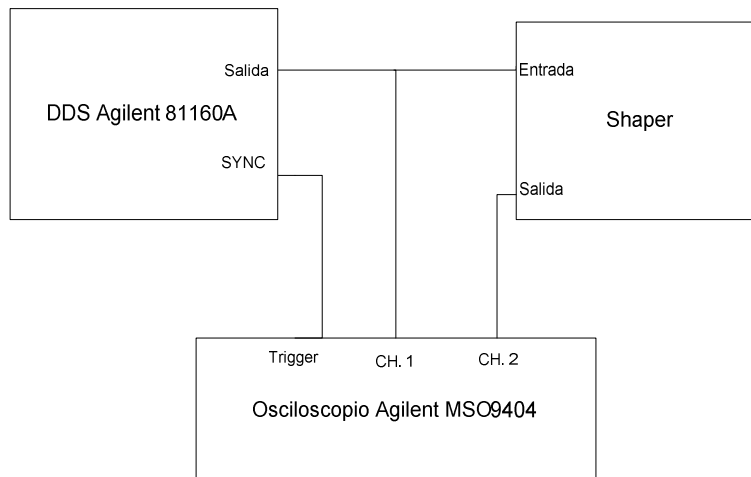 Salida
DDS Agilent 81160A
SYNC
Entrada
Shaper
Salida
Trigger
CH. 1
CH. 2
Osciloscopio Agilent MSO9404